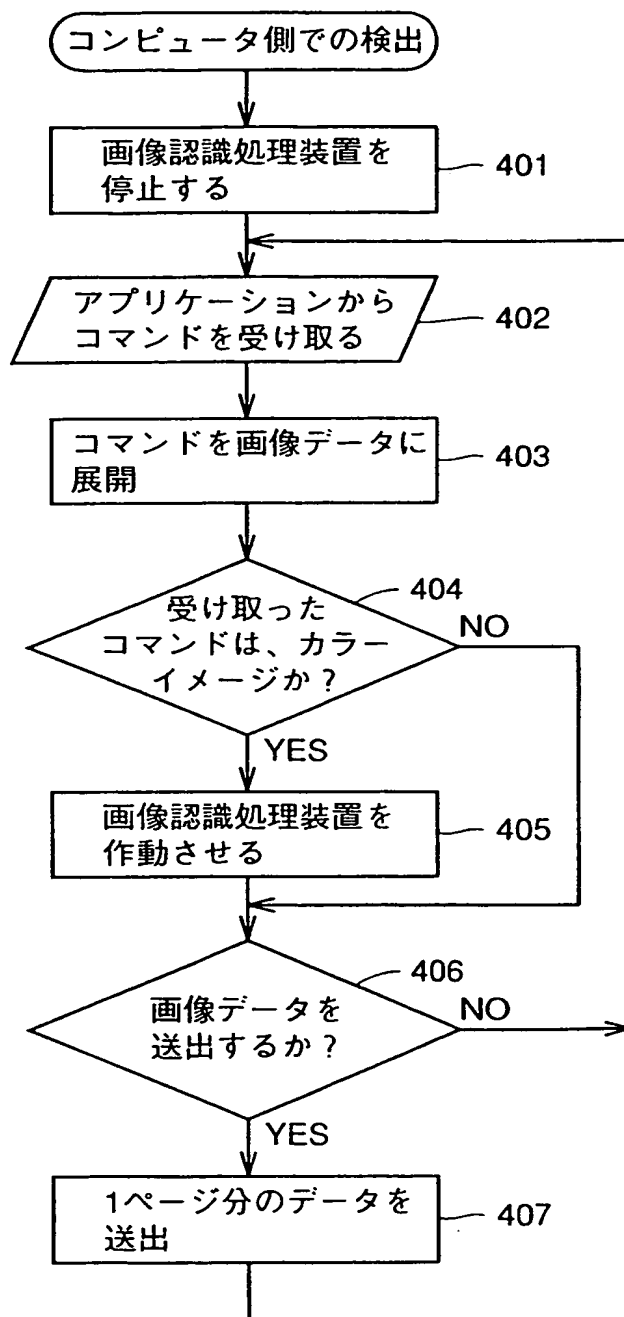 コンピュータ側での検出
画像認識処理装置を
停止する
401
アプリケーションから
コマンドを受け取る
402
コマンドを画像データに
展開
403
404
受け取った
コマンドは、カラー
イメージか?
NO
YES
画像認識処理装置を
作動させる
405
406
画像データを
送出するか?
NO
YES
1ページ分のデータを
送出
407